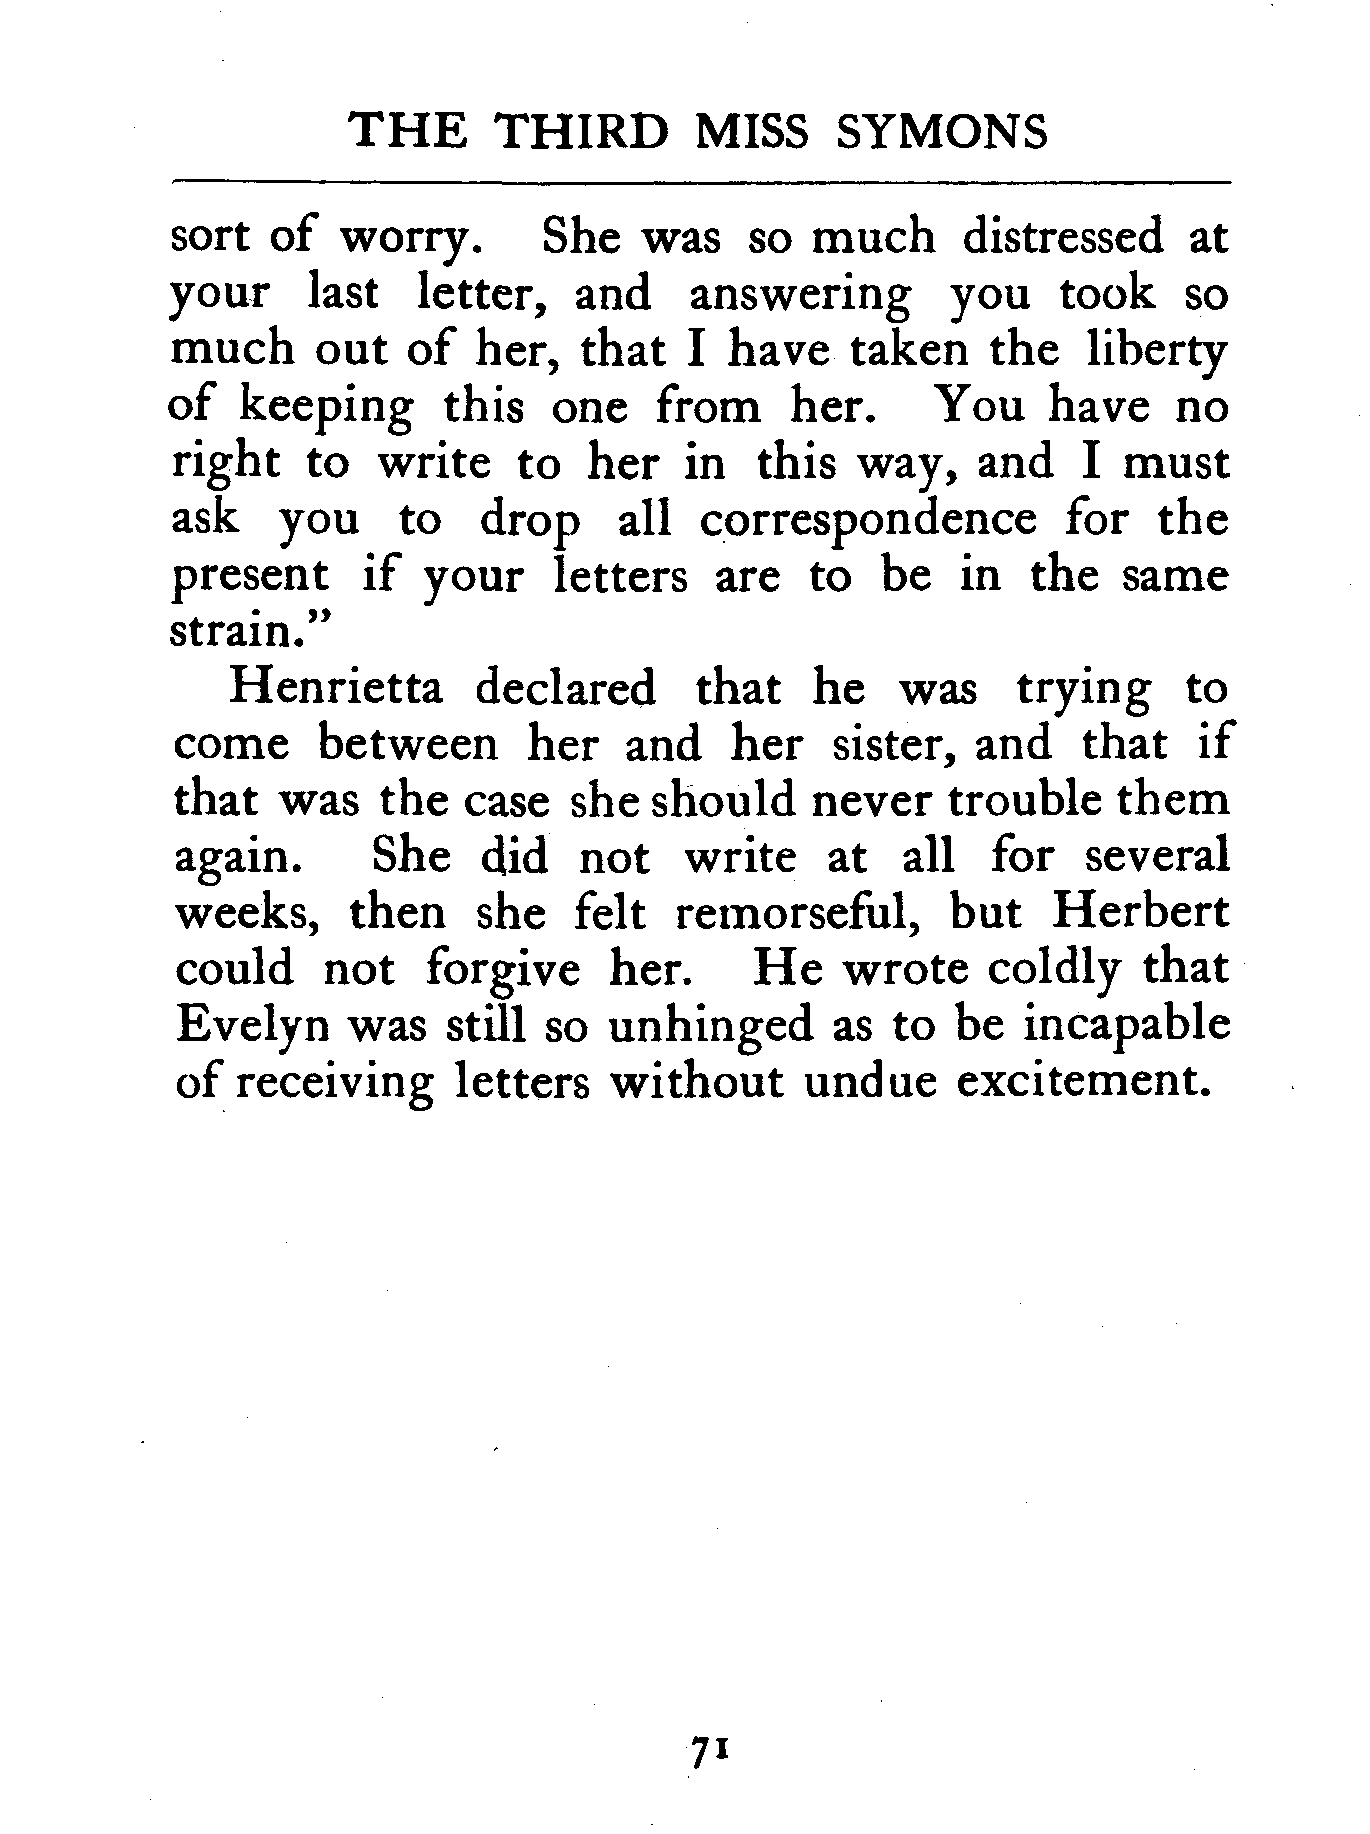 THE THIRD MISS SYMONS
sort of worry. She was so much distressed at
your last letter, and answering you took so
much out of her, that I have taken the liberty
of keeping this one from her. You have no
right to write to her in this way, and I must
ask you to drop all correspondence for the
present if your letters are to be in the same
strain.”
Henrietta declared that he was trying to
come between her and her sister, and that if
that was the case she should never trouble them
again. She did not write at all for several
weeks, then she felt remorseful, but Herbert
could not forgive her. He wrote coldly that
Evelyn was still so unhinged as to be incapable
of receiving letters without undue excitement.
71